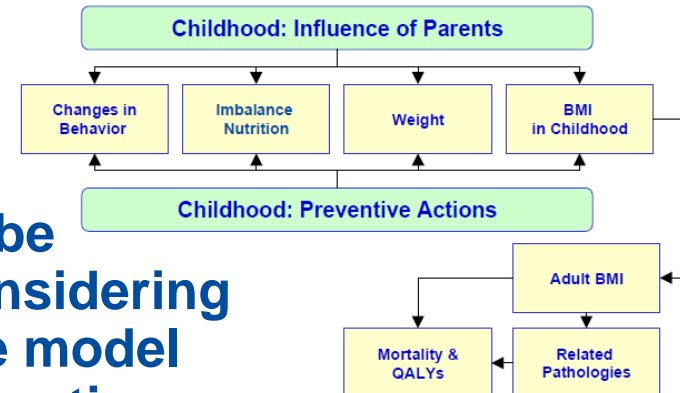 Childhood: Influence of Parents
Changes in
Behavior
Imbalance
Nutrition
Weight
BMI
in Childhood
Childhood: Preventive Actions
be
nsidering
model
Adult BMI
Mortality &
QALYs
Related
Pathologies